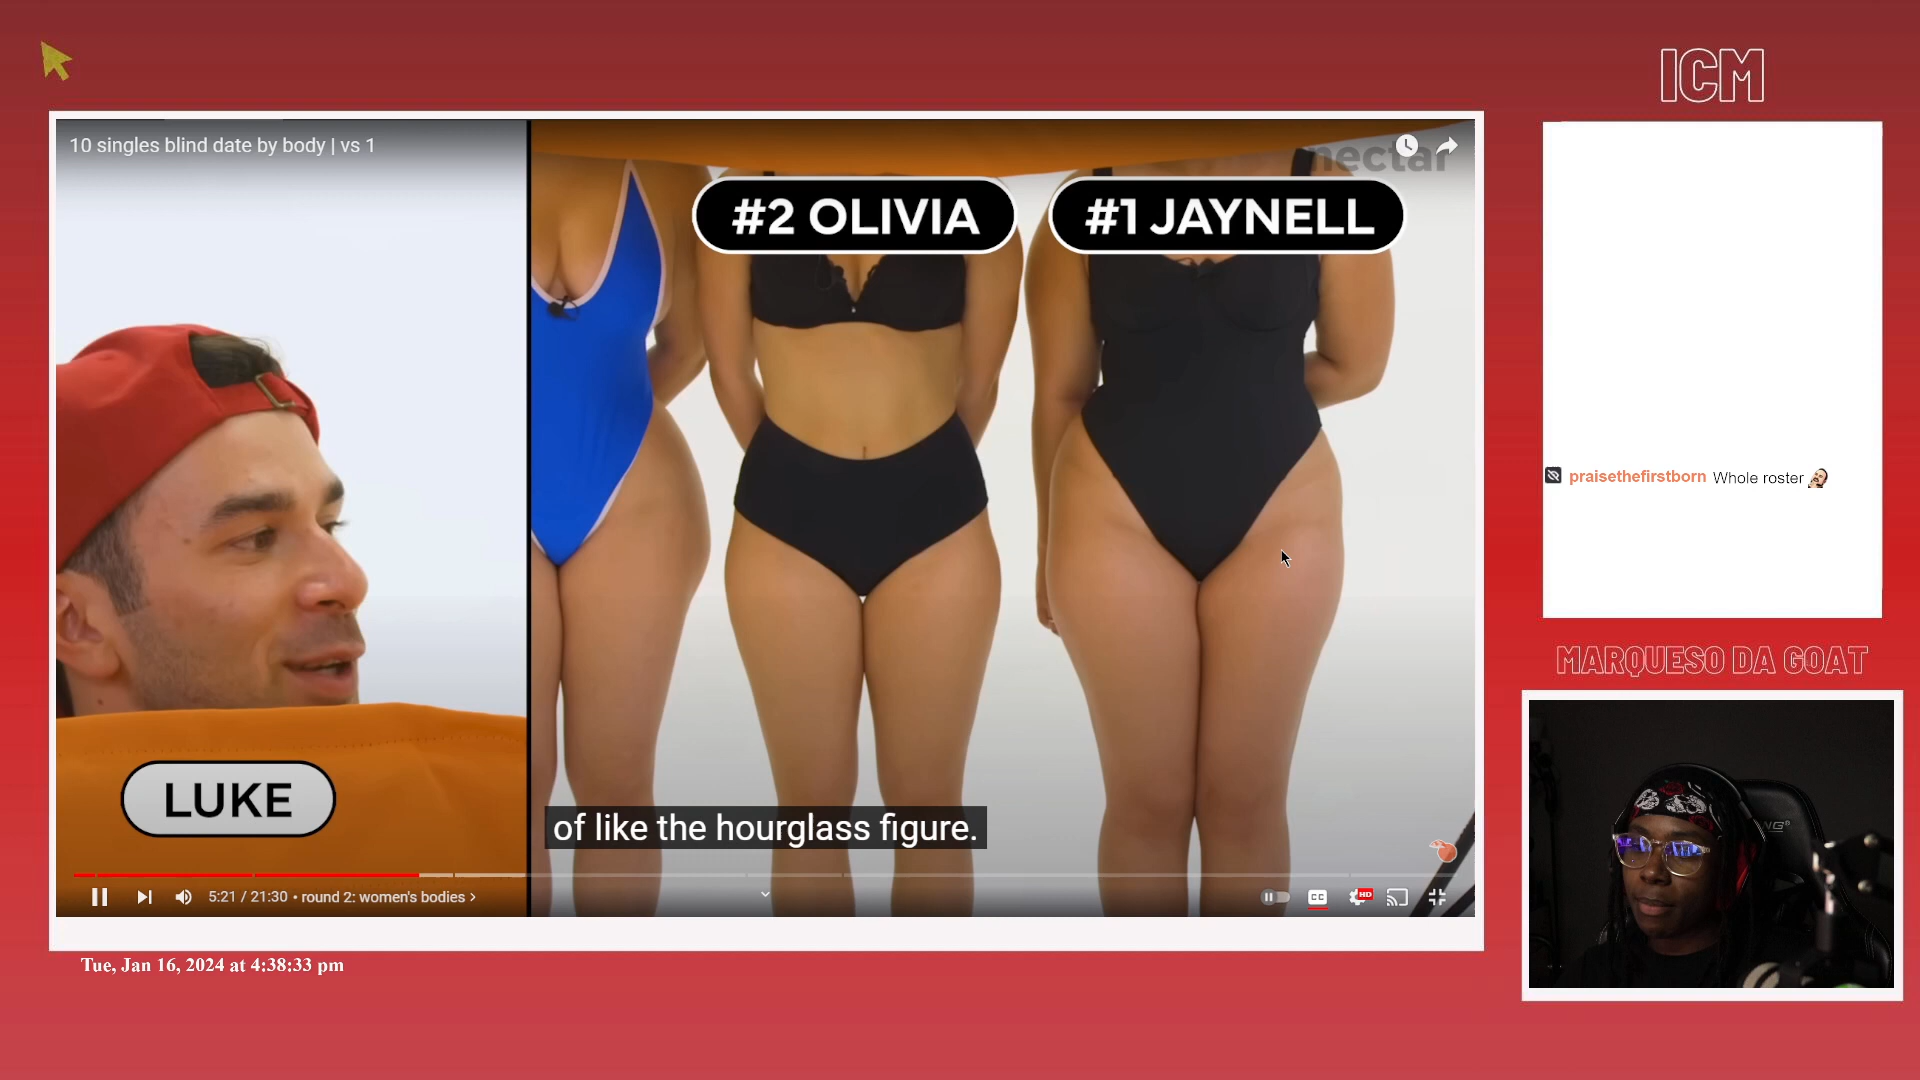 ICM
10 singles blind date by body | vs 1
nectar
#2 OLIVIA
#1 JAYNELL
praisethefirstborn Whole roster
MARQUESO DA GOAT
LUKE
of like the hourglass figure.
5:21 / 21:30 • round 2: women's bodies >
CC
HD
Tue, Jan 16, 2024 at 4:38:33 pm